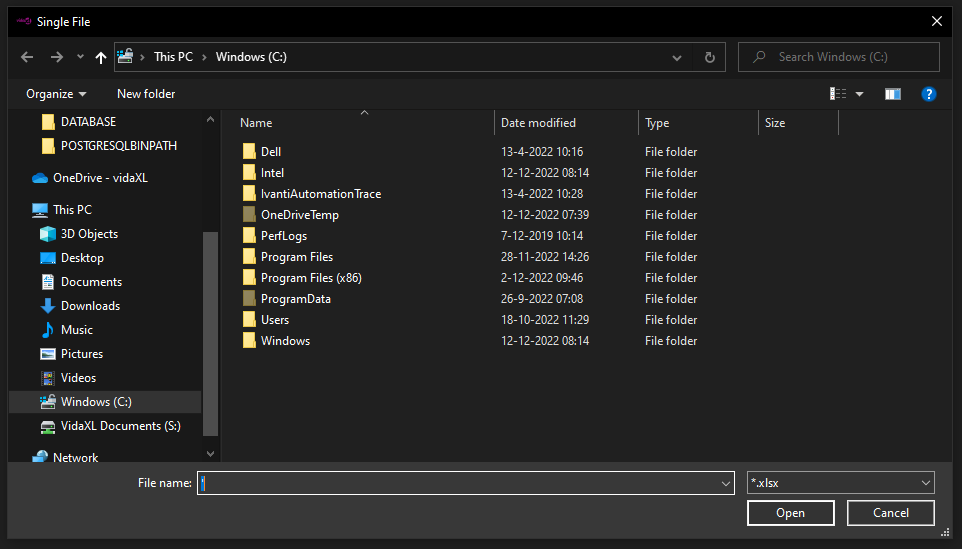 Single File
This PC > Windows (C:)
Search Windows (C:)
Organize
New folder
DATABASE
POSTGRESQLBINPATH
OneDrive - vidaXL
This PC
3D Objects
Desktop
Documents
Downloads
Music
Pictures
Videos
Windows (C:)
VidaXL Documents (S:)
Network
Name Date modified Type Size
Dell 13-4-2022 10:16 File folder
Intel 12-12-2022 08:14 File folder
IvantiAutomationTrace 13-4-2022 10:28 File folder
OneDriveTemp 12-12-2022 07:39 File folder
PerfLogs 7-12-2019 10:14 File folder
Program Files 28-11-2022 14:26 File folder
Program Files (x86) 2-12-2022 09:46 File folder
ProgramData 26-9-2022 07:08 File folder
Users 18-10-2022 11:29 File folder
Windows 12-12-2022 08:14 File folder
File name:
*.xlsx
Open
Cancel